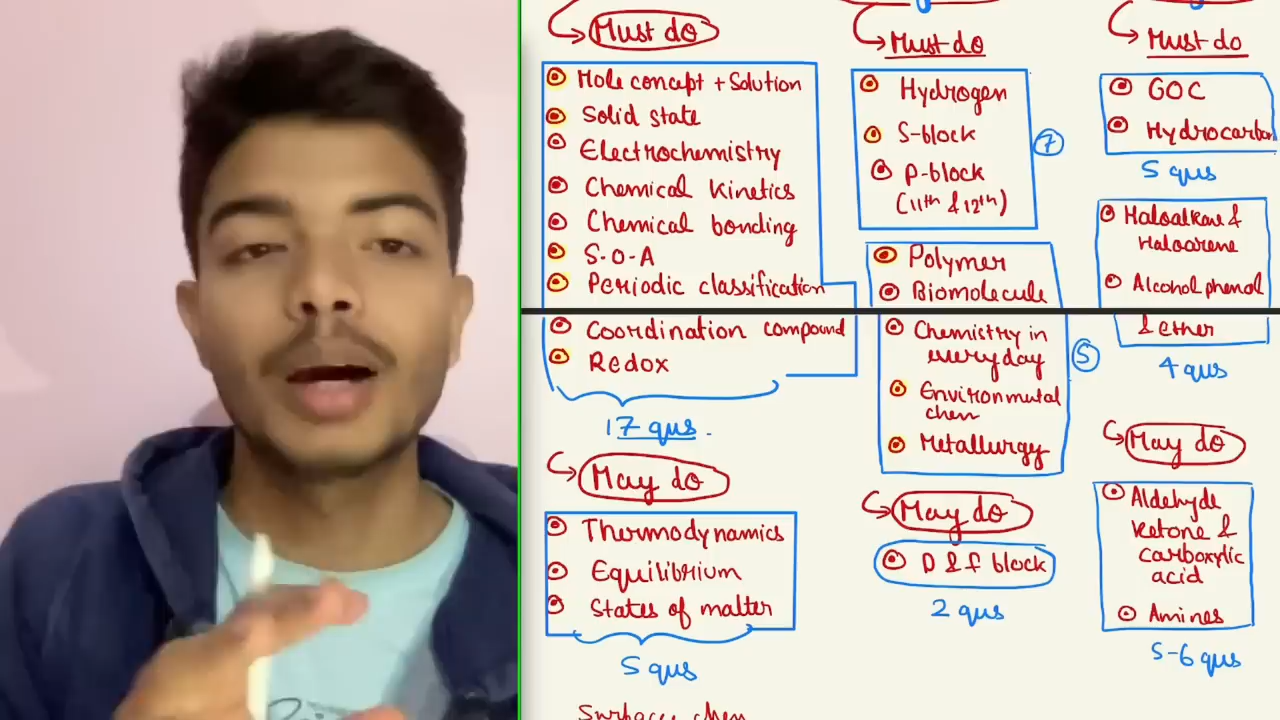 Must do
Mole concept + Solution
Solid state
Electrochemistry
Chemical Kinetics
Chemical bonding
S.O.A
Periodic classification
Coordination compound
Redox
17 qus.
May do
Thermodynamics
Equilibrium
States of matter
5 qus
Must do
Hydrogen
S-block
P-block
(11th & 12th)
7
Polymer
Biomolecule
Chemistry in
everyday
Environmutal
chem
Metallurgy
5
May do
D & f block
2 qus
Must do
GOC
Hydrocarbon
5 qus
Haloalkane &
Haloarene
Alcohol phenol
& ether
4 qus
May do
Aldehyde
ketone &
carboxylic
acid
Amines
5-6 qus